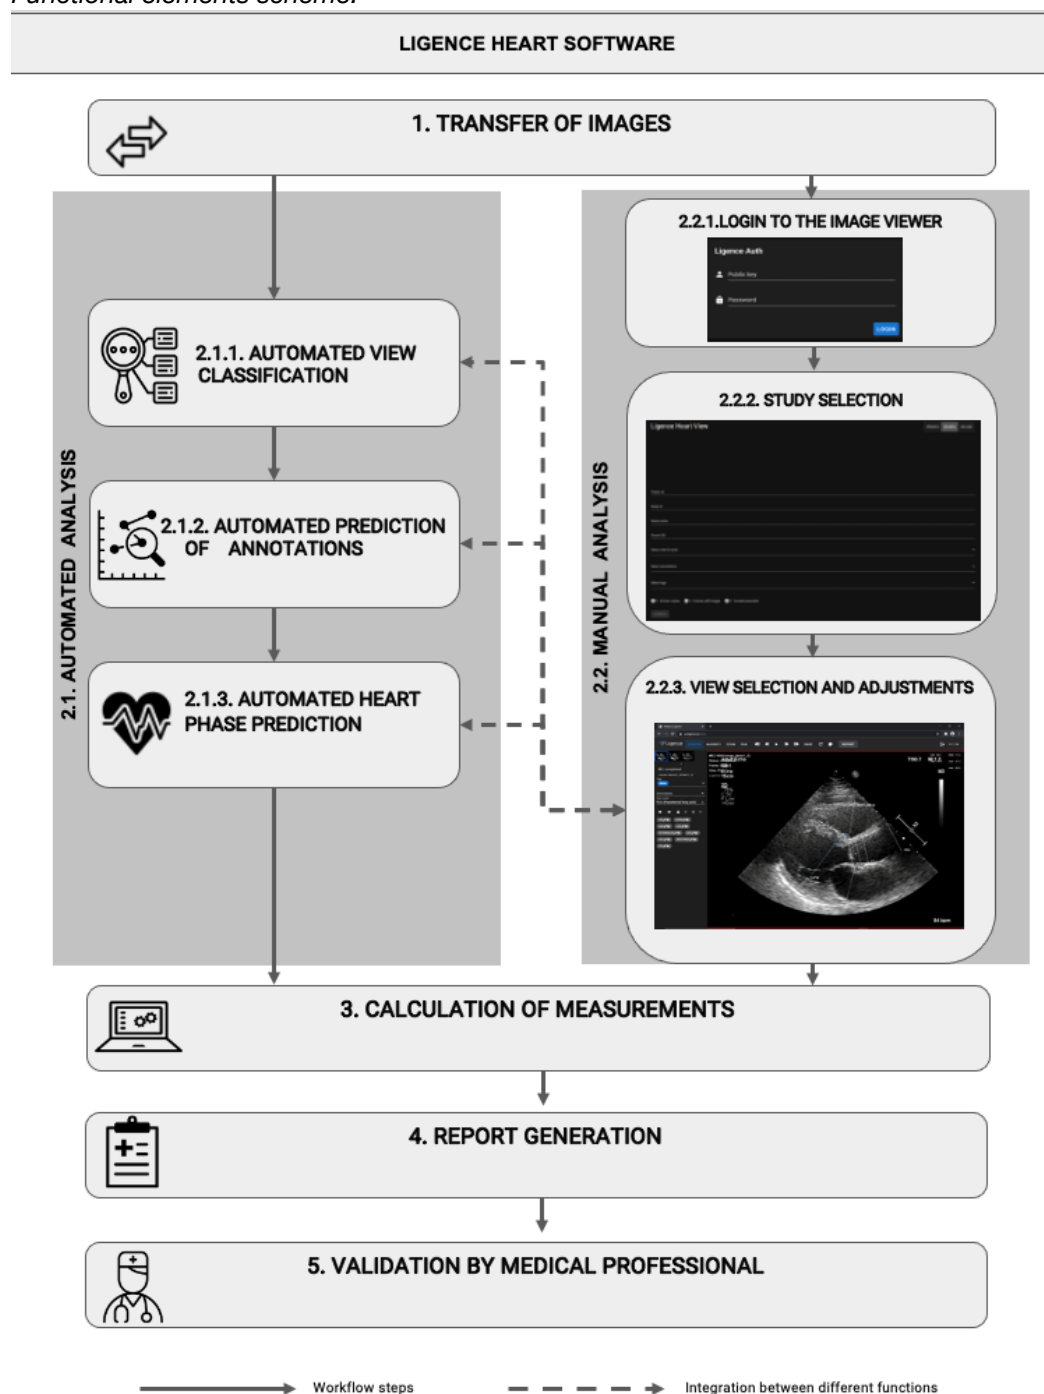 Functional elements scheme.
LIGENCE HEART SOFTWARE
1. TRANSFER OF IMAGES
2.1. AUTOMATED ANALYSIS
2.1.1. AUTOMATED VIEW
CLASSIFICATION
2.1.2. AUTOMATED PREDICTION
OF ANNOTATIONS
2.1.3. AUTOMATED HEART
PHASE PREDICTION
2.2. MANUAL ANALYSIS
2.2.1.LOGIN TO THE IMAGE VIEWER
Ligence Auth
Public key
Password
LOGIN
2.2.2. STUDY SELECTION
Ligence Heart View
2.2.3. VIEW SELECTION AND ADJUSTMENTS
84 bpm
3. CALCULATION OF MEASUREMENTS
4. REPORT GENERATION
5. VALIDATION BY MEDICAL PROFESSIONAL
Workflow steps
Integration between different functions